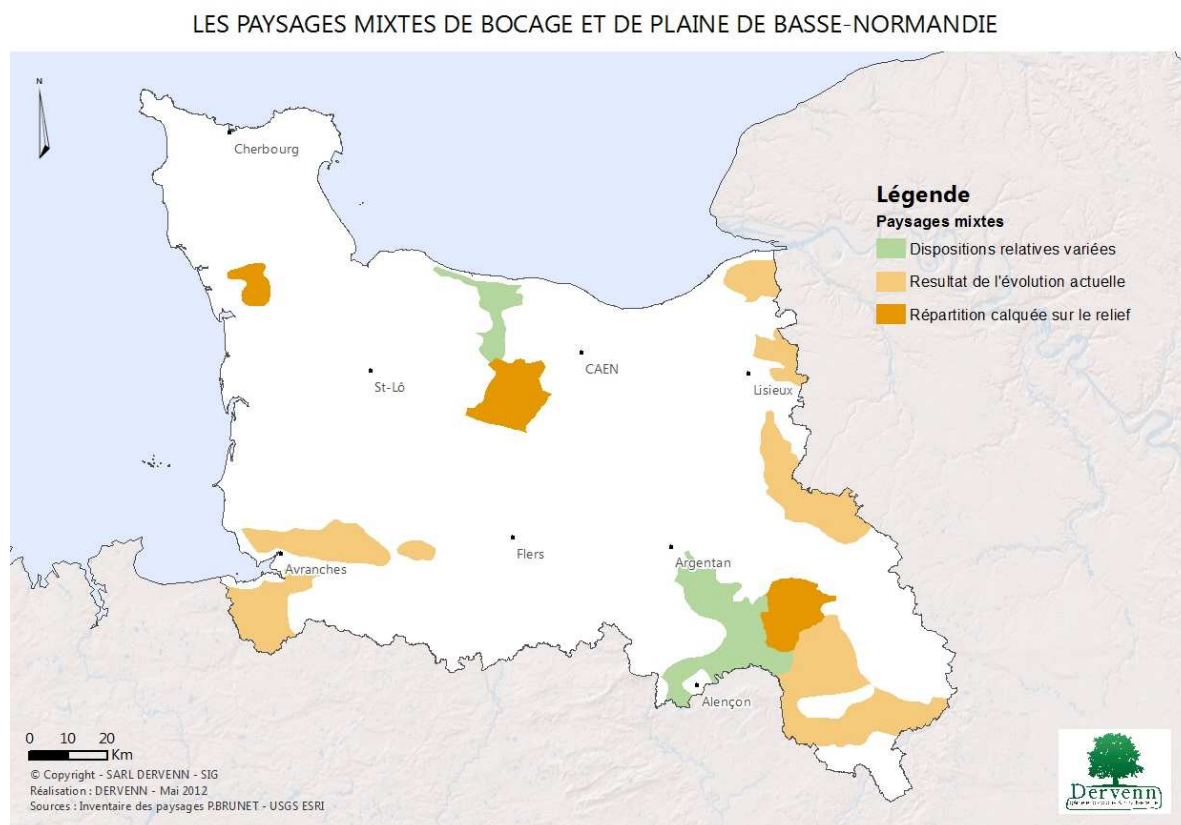 LES PAYSAGES MIXTES DE BOCAGE ET DE PLAINE DE BASSE-NORMANDIE
N
Cherbourg
Légende
Paysages mixtes
Dispositions relatives variées
Resultat de l'évolution actuelle
Répartition calquée sur le relief
CAEN
St-Lô
Lisieux
Flers
Argentan
Avranches
Alençon
0 10 20
Km
© Copyright - SARL DERVENN - SIG
Réalisation : DERVENN - Mai 2012
Sources : Inventaire des paysages P.BRUNET - USGS ESRI
Dervenn